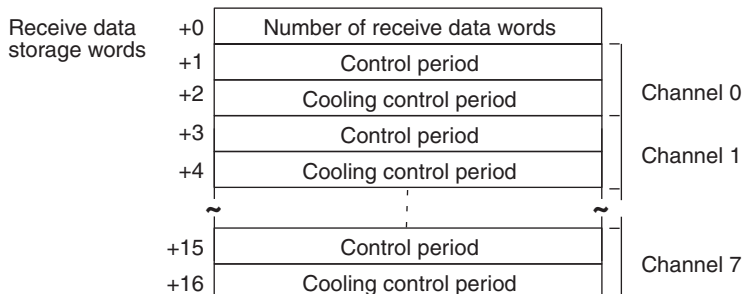 Receive data
storage words
+0 Number of receive data words
+1 Control period
+2 Cooling control period
Channel 0
+3 Control period
+4 Cooling control period
Channel 1
~ ~
+15 Control period
+16 Cooling control period
Channel 7